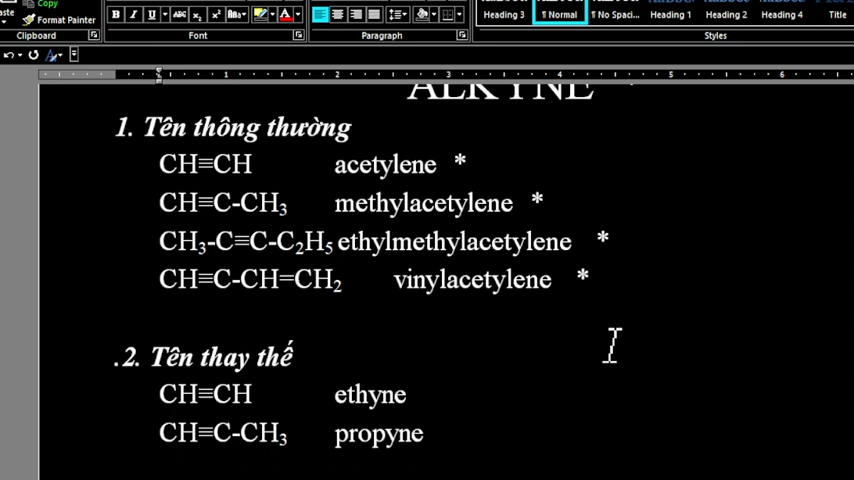 Copy
Format Painter
Clipboard
Font
Paragraph
Heading 3
¶ Normal
¶ No Spaci...
Heading 1
Heading 2
Heading 4
Title
Styles
ALKYNE
1. Tên thông thường
CH≡CH acetylene *
CH≡C-CH₃ methylacetylene *
CH₃-C≡C-C₂H₅ ethylmethylacetylene *
CH≡C-CH=CH₂ vinylacetylene *
.2. Tên thay thế
CH≡CH ethyne
CH≡C-CH₃ propyne